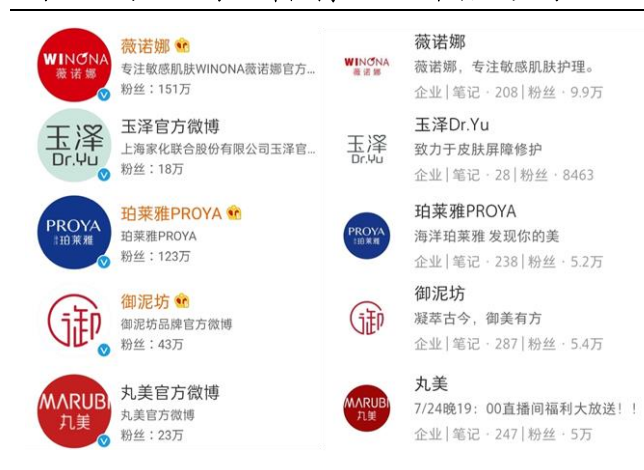 薇诺娜
专注敏感肌肤WINONA薇诺娜官方...
粉丝：151万
WINONA
薇诺娜
玉泽官方微博
上海家化联合股份有限公司玉泽官...
粉丝：18万
玉泽
Dr.Yu
珀莱雅PROYA
珀莱雅PROYA
粉丝：123万
PROYA
珀莱雅
御泥坊
御泥坊品牌官方微博
粉丝：43万
御
丸美官方微博
丸美官方微博
粉丝：23万
MARUBI
丸美
薇诺娜
薇诺娜，专注敏感肌肤护理。
企业|笔记 · 208|粉丝 · 9.9万
WINONA
薇诺娜
玉泽Dr.Yu
致力于皮肤屏障修护
企业|笔记 · 28|粉丝 · 8463
玉泽
Dr.Yu
珀莱雅PROYA
海洋珀莱雅 发现你的美
企业|笔记 · 238|粉丝 · 5.2万
PROYA
珀莱雅
御泥坊
凝萃古今，御美有方
企业|笔记 · 287|粉丝 · 5.4万
御
丸美
7/24晚19：00直播间福利大放送！！
企业|笔记 · 247|粉丝 · 5万
MARUBI
丸美